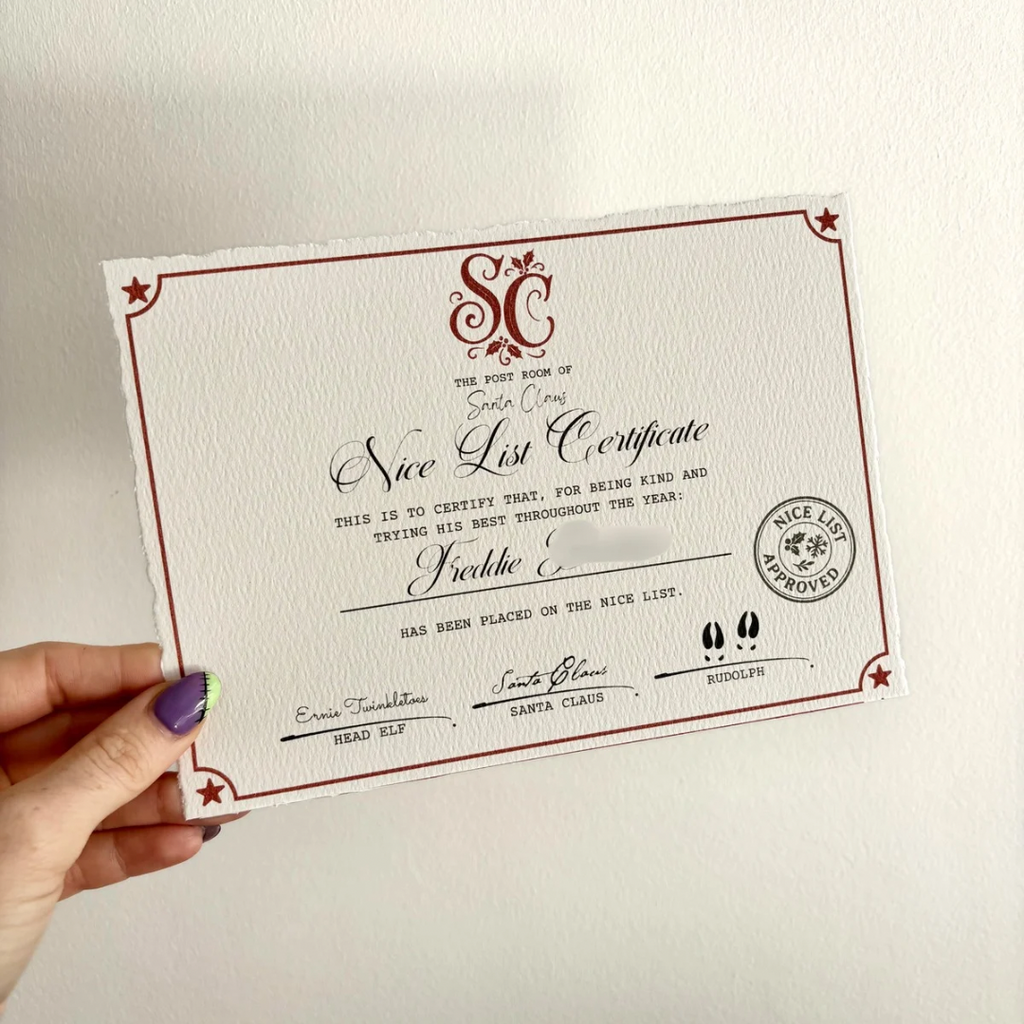 SC
THE POST ROOM OF
Santa Claus
Nice List Certificate
THIS IS TO CERTIFY THAT, FOR BEING KIND AND
TRYING HIS BEST THROUGHOUT THE YEAR:
Freddie
HAS BEEN PLACED ON THE NICE LIST.
NICE LIST
APPROVED
Ernie Twinkletoes
HEAD ELF
Santa Claus
SANTA CLAUS
RUDOLPH